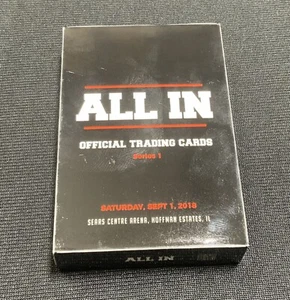 ALL IN
OFFICIAL TRADING CARDS
Series 1
SATURDAY, SEPT 1, 2018
SEARS CENTRE ARENA, HOFFMAN ESTATES, IL
ALL IN